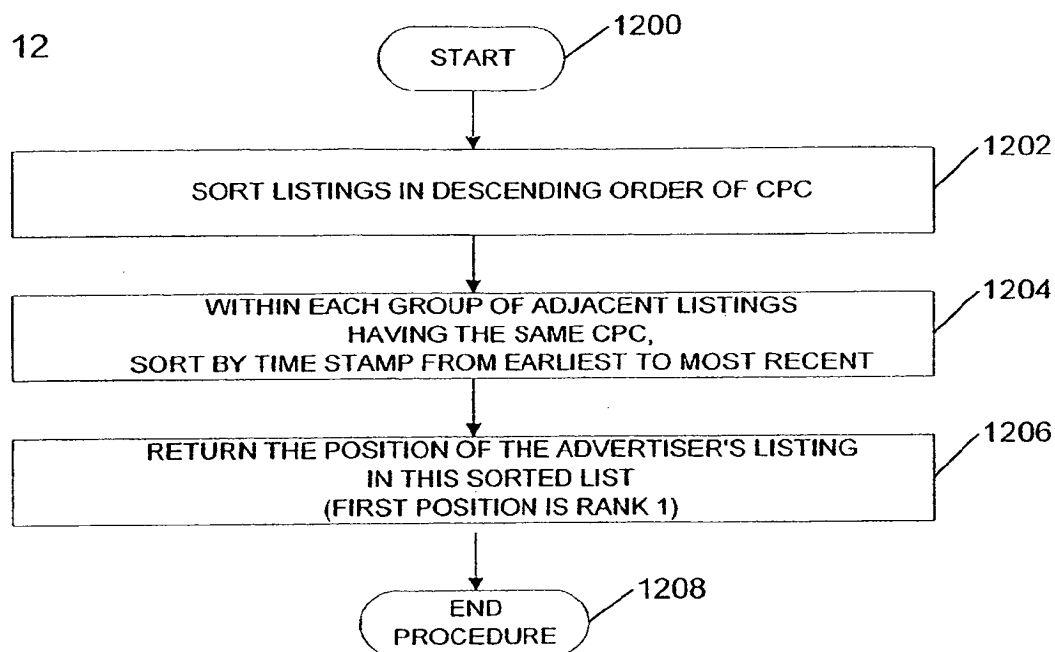 12
START
1200
1202
SORT LISTINGS IN DESCENDING ORDER OF CPC
1204
WITHIN EACH GROUP OF ADJACENT LISTINGS
HAVING THE SAME CPC,
SORT BY TIME STAMP FROM EARLIEST TO MOST RECENT
1206
RETURN THE POSITION OF THE ADVERTISER'S LISTING
IN THIS SORTED LIST
(FIRST POSITION IS RANK 1)
1208
END
PROCEDURE